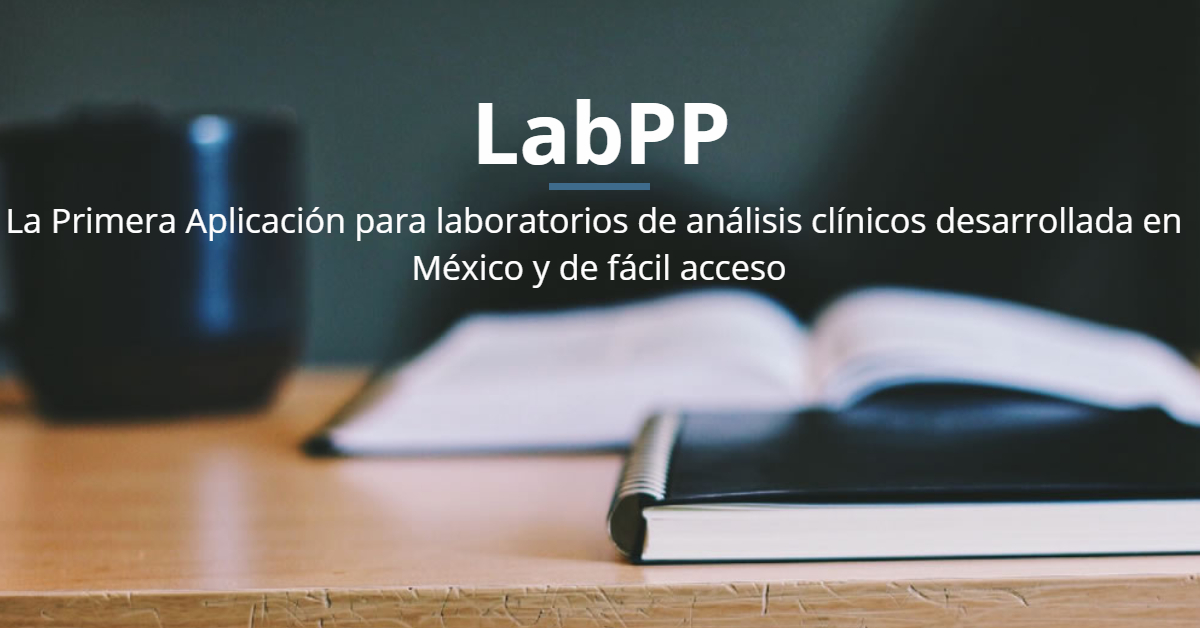 LabPP
La Primera Aplicación para laboratorios de análisis clínicos desarrollada en
México y de fácil acceso